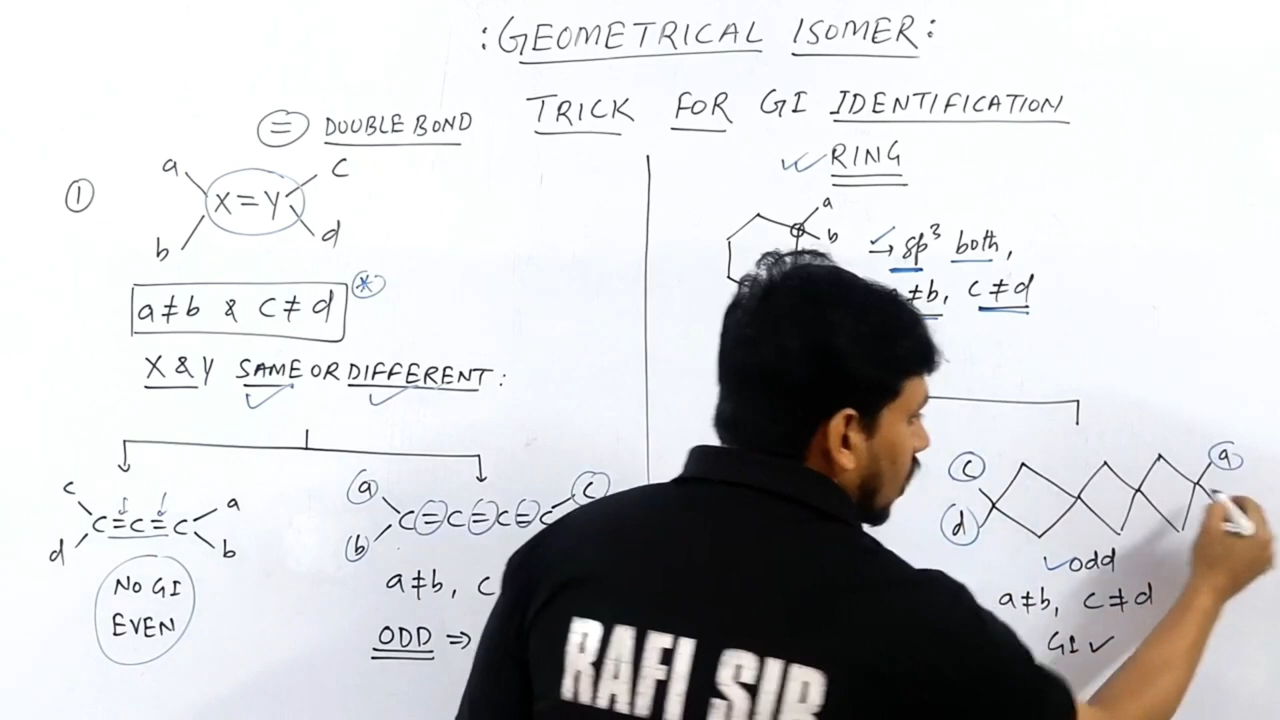 : GEOMETRICAL ISOMER :
TRICK FOR GI IDENTIFICATION
= DOUBLE BOND
1
a
c
X=Y
b
d
a≠b & c≠d *
X & Y SAME OR DIFFERENT :
c
a
C=C=C
d
b
NO GI
EVEN
a
c
C=C=C=C
b
a≠b, c
ODD ⇒
✓ RING
a
b
→ sp³ both,
≠b, c≠d
c
a
d
✓odd
a≠b, c≠d
GI ✓
RAFI SIR